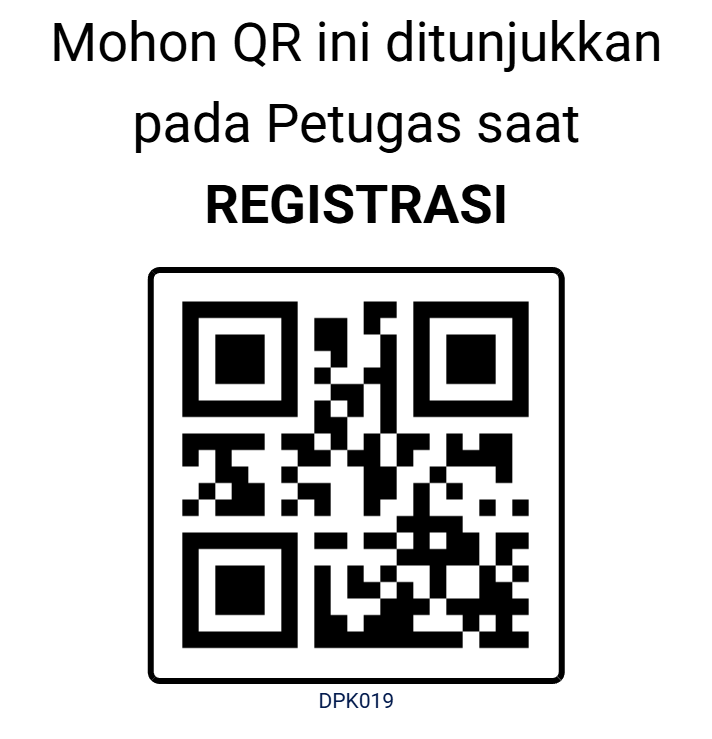 Mohon QR ini ditunjukkan
pada Petugas saat
REGISTRASI
DPK019